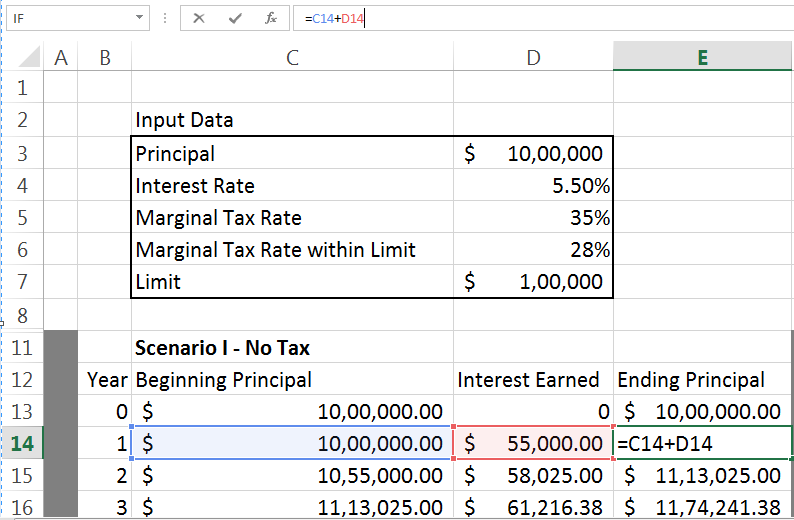 IF =C14+D14
A B C D E
1
2 Input Data
3 Principal $ 10,00,000
4 Interest Rate 5.50%
5 Marginal Tax Rate 35%
6 Marginal Tax Rate within Limit 28%
7 Limit $ 1,00,000
8
11 Scenario I - No Tax
12 Year Beginning Principal Interest Earned Ending Principal
13 0 $ 10,00,000.00 0 $ 10,00,000.00
14 1 $ 10,00,000.00 $ 55,000.00 =C14+D14
15 2 $ 10,55,000.00 $ 58,025.00 $ 11,13,025.00
16 3 $ 11,13,025.00 $ 61,216.38 $ 11,74,241.38